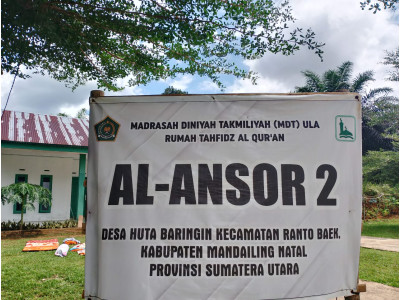 MADRASAH DINIYAH TAKMILIYAH (MDT) ULA
RUMAH TAHFIDZ AL QUR'AN
AL-ANSOR 2
DESA HUTA BARINGIN KECAMATAN RANTO BAEK.
KABUPATEN MANDAILING NATAL
PROVINSI SUMATERA UTARA